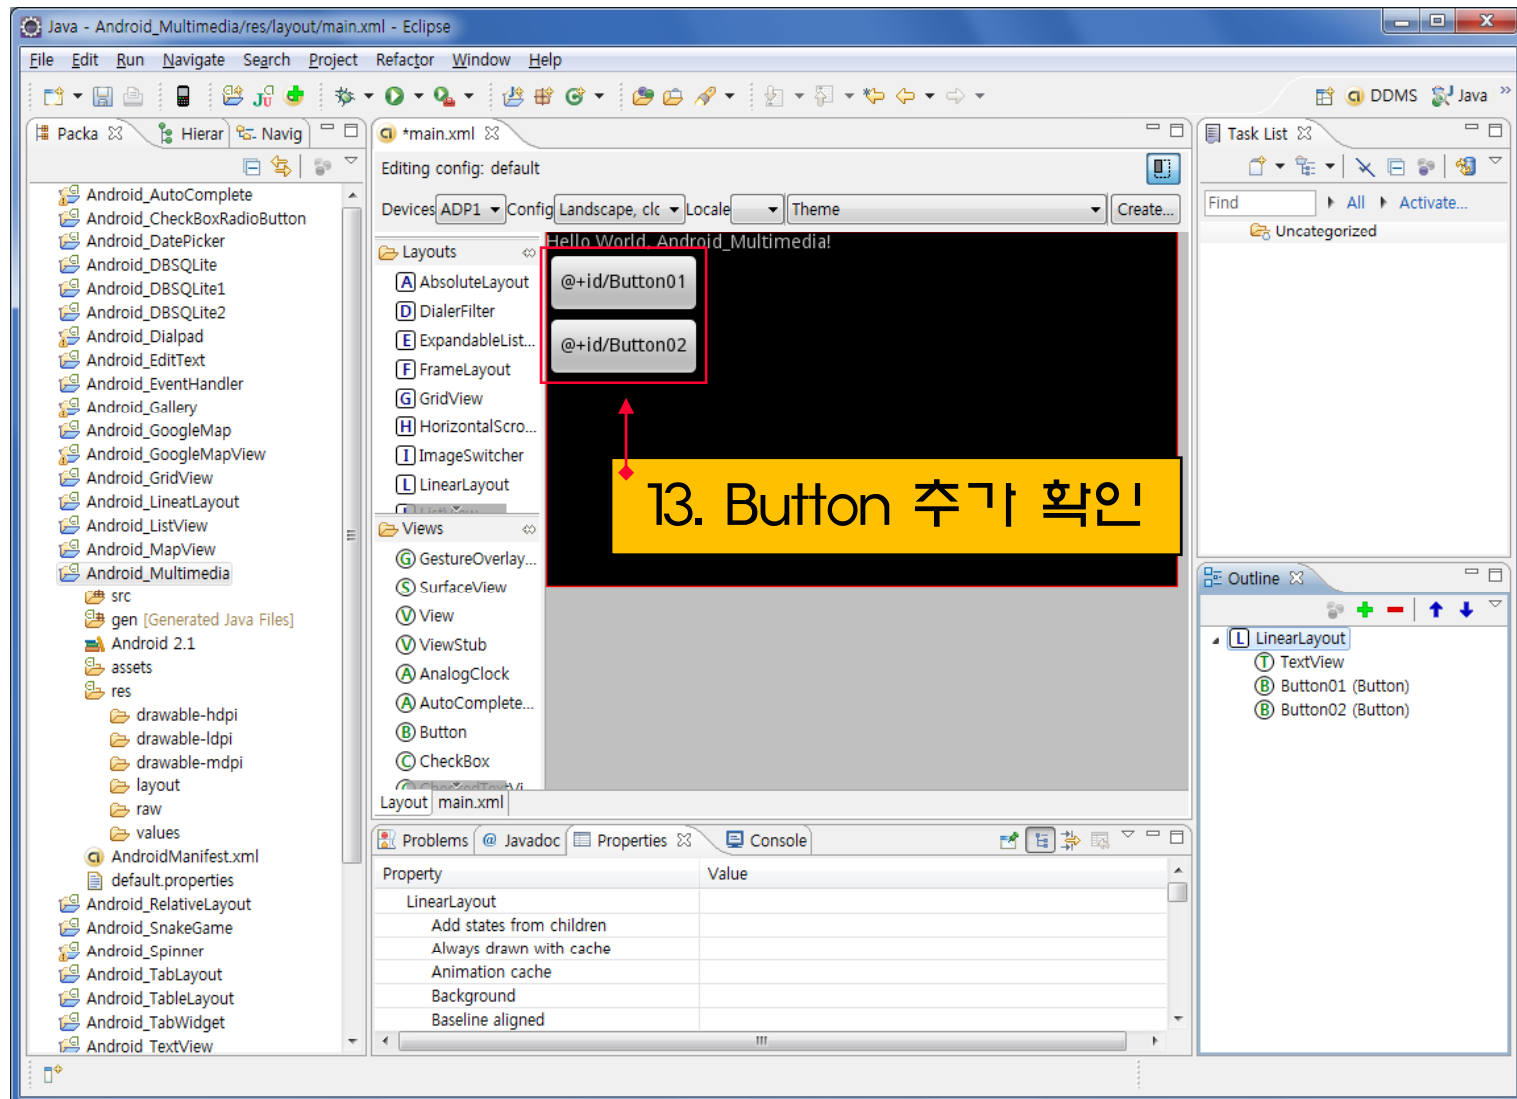 Java - Android_Multimedia/res/layout/main.xml - Eclipse
File Edit Run Navigate Search Project Refactor Window Help
DDMS Java »
Packa Hierar Navig
Android_AutoComplete
Android_CheckBoxRadioButton
Android_DatePicker
Android_DBSQLite
Android_DBSQLite1
Android_DBSQLite2
Android_Dialpad
Android_EditText
Android_EventHandler
Android_Gallery
Android_GoogleMap
Android_GoogleMapView
Android_GridView
Android_LineatLayout
Android_ListView
Android_MapView
Android_Multimedia
src
gen [Generated Java Files]
Android 2.1
assets
res
drawable-hdpi
drawable-ldpi
drawable-mdpi
layout
raw
values
AndroidManifest.xml
default.properties
Android_RelativeLayout
Android_SnakeGame
Android_Spinner
Android_TabLayout
Android_TableLayout
Android_TabWidget
Android_TextView
*main.xml
Editing config: default
Devices ADP1 Config Landscape, clc Locale Theme Create...
Layouts
AbsoluteLayout
DialerFilter
ExpandableList...
FrameLayout
GridView
HorizontalScro...
ImageSwitcher
LinearLayout
Views
GestureOverlay...
SurfaceView
View
ViewStub
AnalogClock
AutoComplete...
Button
CheckBox
CheckedTextVi
Layout main.xml
Hello World, Android_Multimedia!
@+id/Button01
@+id/Button02
13. Button 추가 확인
Problems @ Javadoc Properties Console
Property Value
LinearLayout
Add states from children
Always drawn with cache
Animation cache
Background
Baseline aligned
Task List
Find All Activate...
Uncategorized
Outline
LinearLayout
TextView
Button01 (Button)
Button02 (Button)